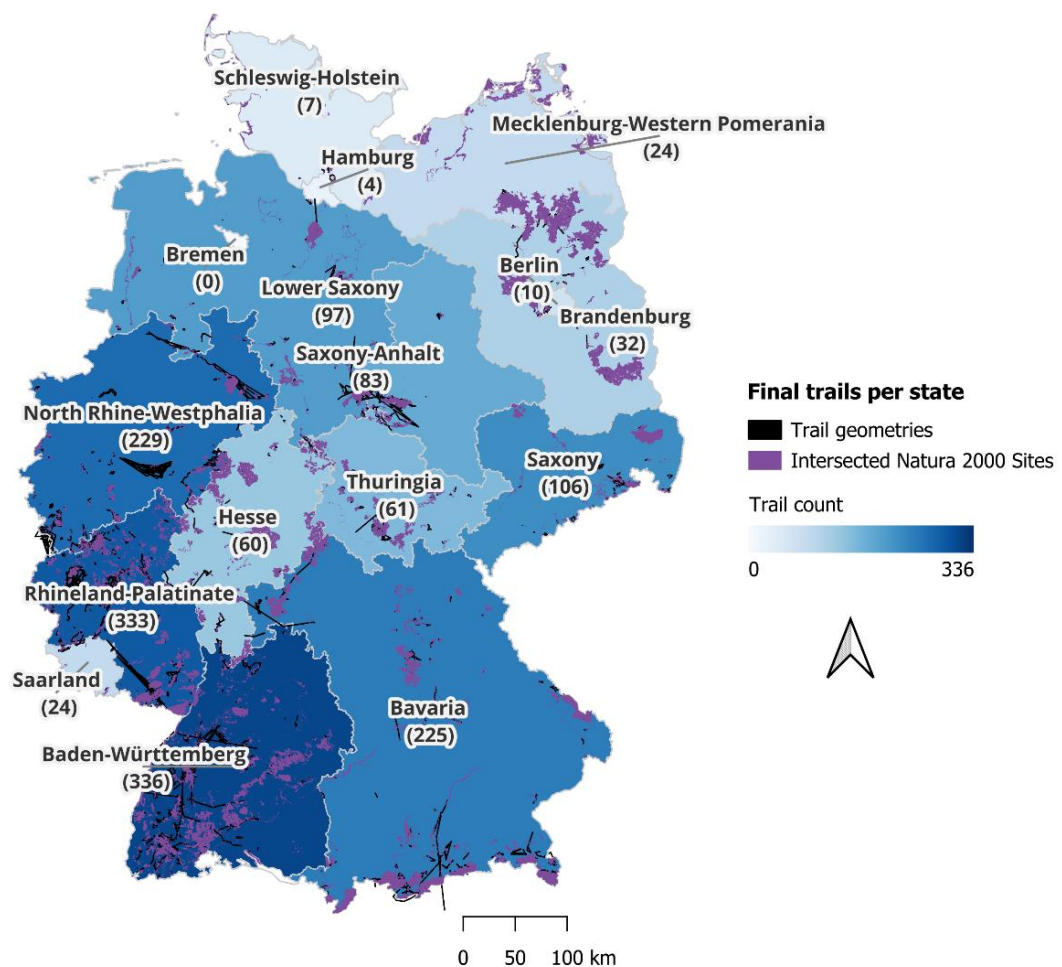 Schleswig-Holstein
(7)
Mecklenburg-Western Pomerania
(24)
Hamburg
(4)
Bremen
(0)
Lower Saxony
(97)
Berlin
(10)
Brandenburg
(32)
Saxony-Anhalt
(83)
North Rhine-Westphalia
(229)
Saxony
(106)
Thuringia
(61)
Hesse
(60)
Rhineland-Palatinate
(333)
Saarland
(24)
Bavaria
(225)
Baden-Württemberg
(336)
Final trails per state
Trail geometries
Intersected Natura 2000 Sites
Trail count
0 336
0 50 100 km